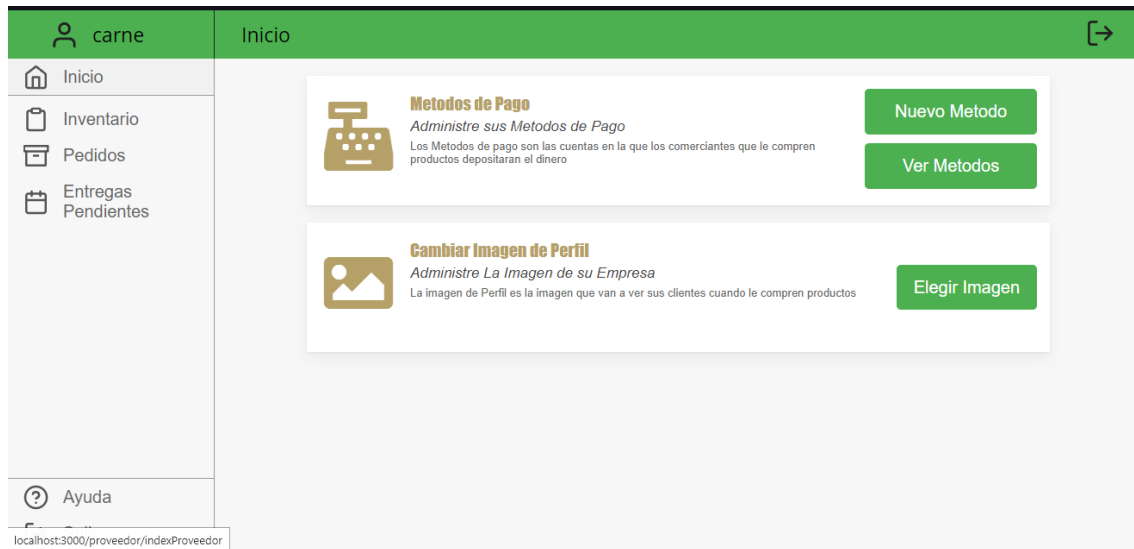 carne
Inicio
Inicio
Inventario
Pedidos
Entregas
Pendientes
Metodos de Pago
Administre sus Metodos de Pago
Los Metodos de pago son las cuentas en la que los comerciantes que le compren
productos depositaran el dinero
Nuevo Metodo
Ver Metodos
Cambiar Imagen de Perfil
Administre La Imagen de su Empresa
La imagen de Perfil es la imagen que van a ver sus clientes cuando le compren productos
Elegir Imagen
Ayuda
localhost:3000/proveedor/indexProveedor